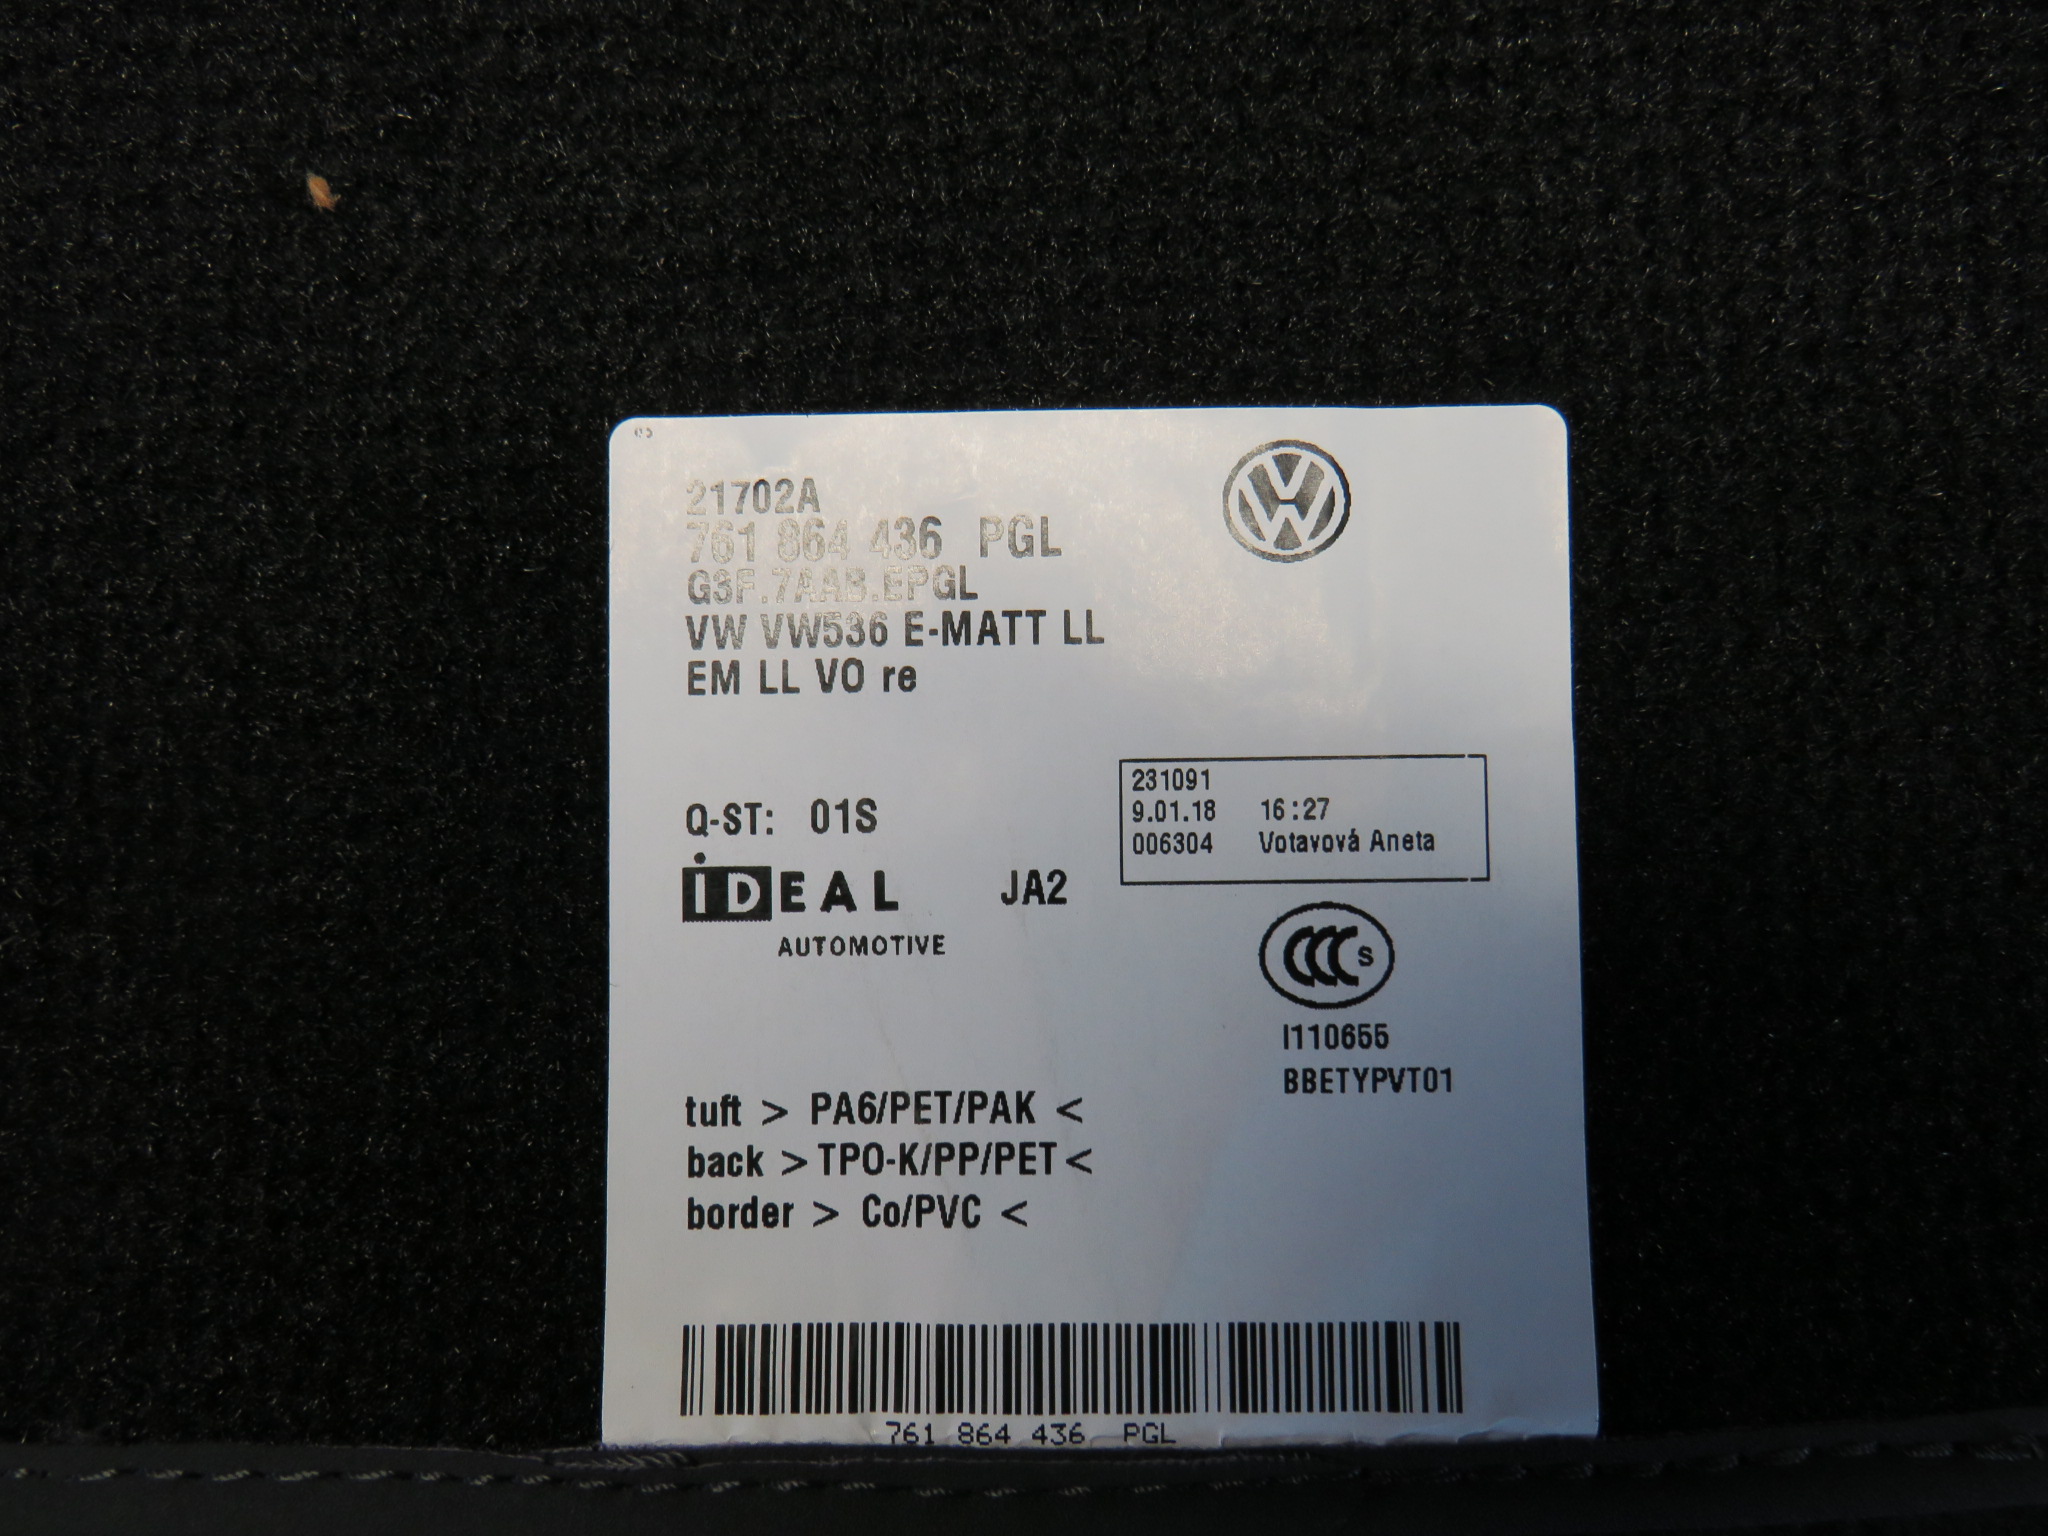 21702A
761 864 436 PGL
G3F.7AAB.EPGL
VW VW536 E-MATT LL
EM LL VO re
231091
9.01.18 16:27
006304 Votavová Aneta
Q-ST: 01S
iDEAL JA2
AUTOMOTIVE
CCC S
I110655
BBETYPVT01
tuft > PA6/PET/PAK <
back > TPO-K/PP/PET <
border > Co/PVC <
761 864 436 PGL